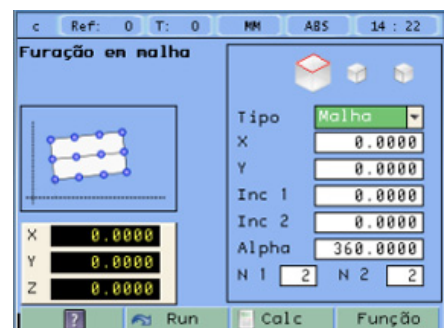 c Ref: 0 T: 0 MM ABS 14 : 22
Furação en malha
Tipo Malha
X 0.0000
Y 0.0000
Inc 1 0.0000
Inc 2 0.0000
Alpha 360.0000
N 1 2 N 2 2
X 0.0000
Y 0.0000
Z 0.0000
? Run Calc Função